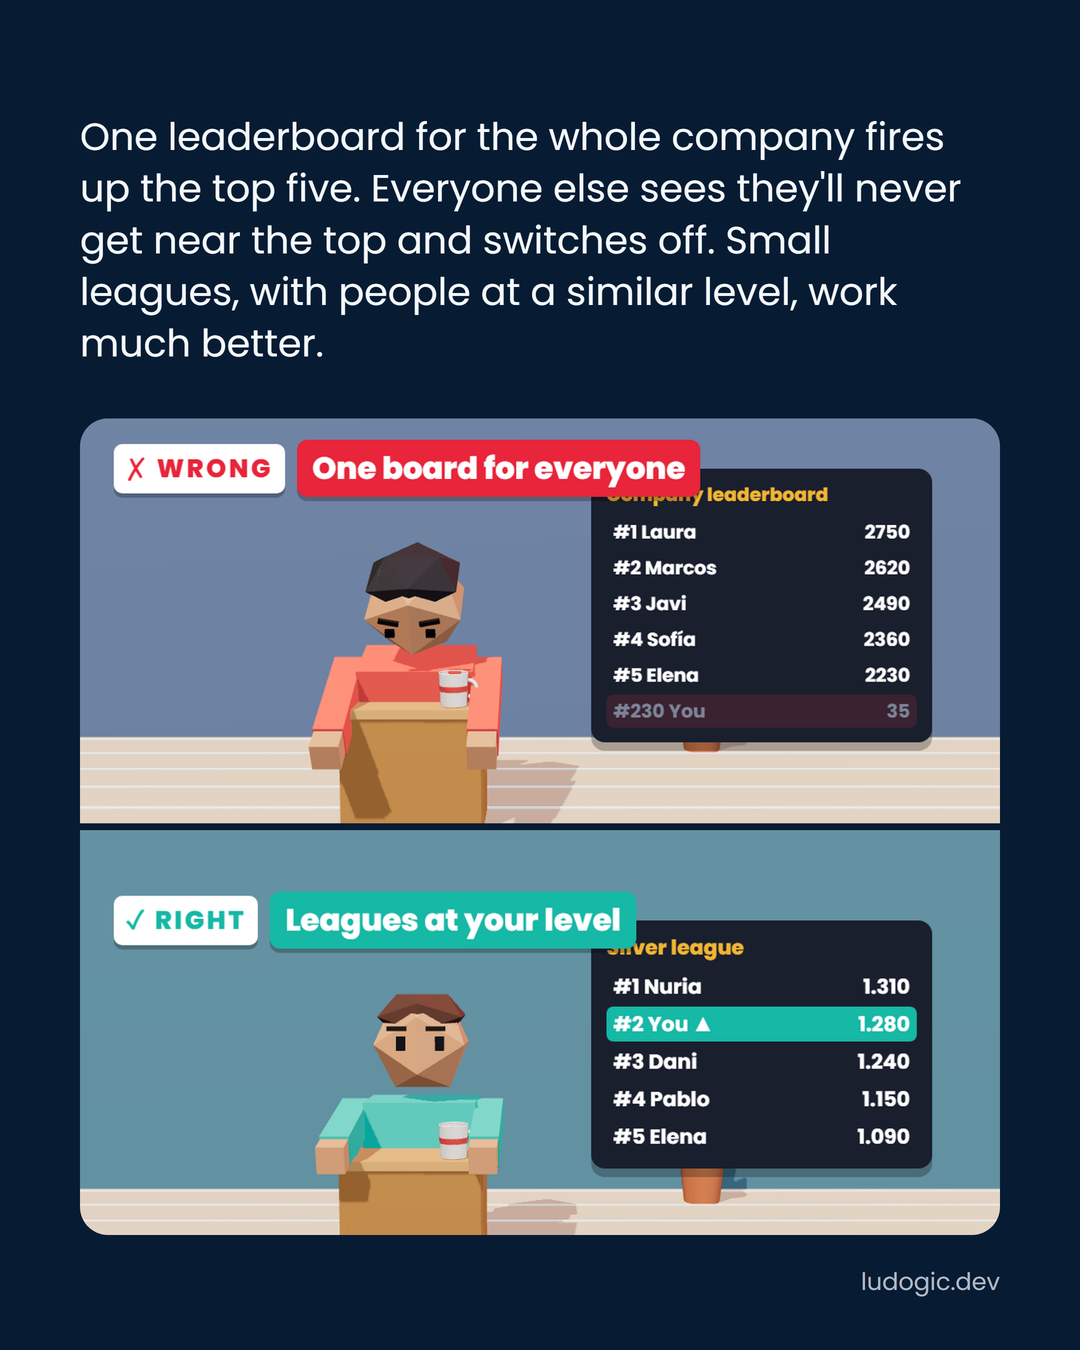 One leaderboard for the whole company fires
up the top five. Everyone else sees they'll never
get near the top and switches off. Small
leagues, with people at a similar level, work
much better.
✗ WRONG
One board for everyone
Company leaderboard
#1 Laura 2750
#2 Marcos 2620
#3 Javi 2490
#4 Sofía 2360
#5 Elena 2230
#230 You 35
✓ RIGHT
Leagues at your level
Silver league
#1 Nuria 1.310
#2 You ▲ 1.280
#3 Dani 1.240
#4 Pablo 1.150
#5 Elena 1.090
ludogic.dev